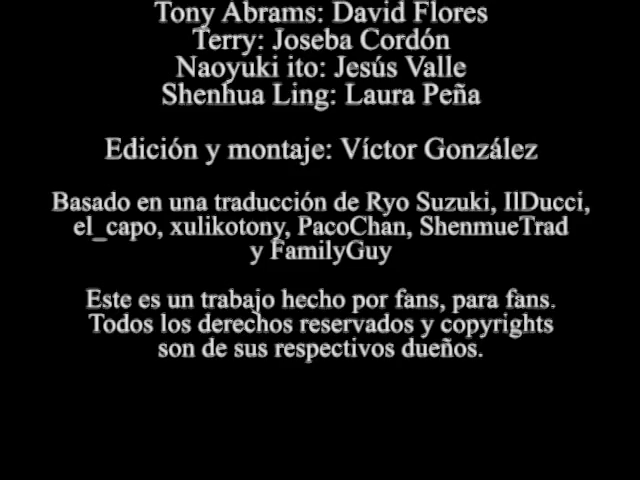 Tony Abrams: David Flores
Terry: Joseba Cordón
Naoyuki ito: Jesús Valle
Shenhua Ling: Laura Peña
Edición y montaje: Víctor González
Basado en una traducción de Ryo Suzuki, IlDucci,
el_capo, xulikotony, PacoChan, ShenmueTrad
y FamilyGuy
Este es un trabajo hecho por fans, para fans.
Todos los derechos reservados y copyrights
son de sus respectivos dueños.